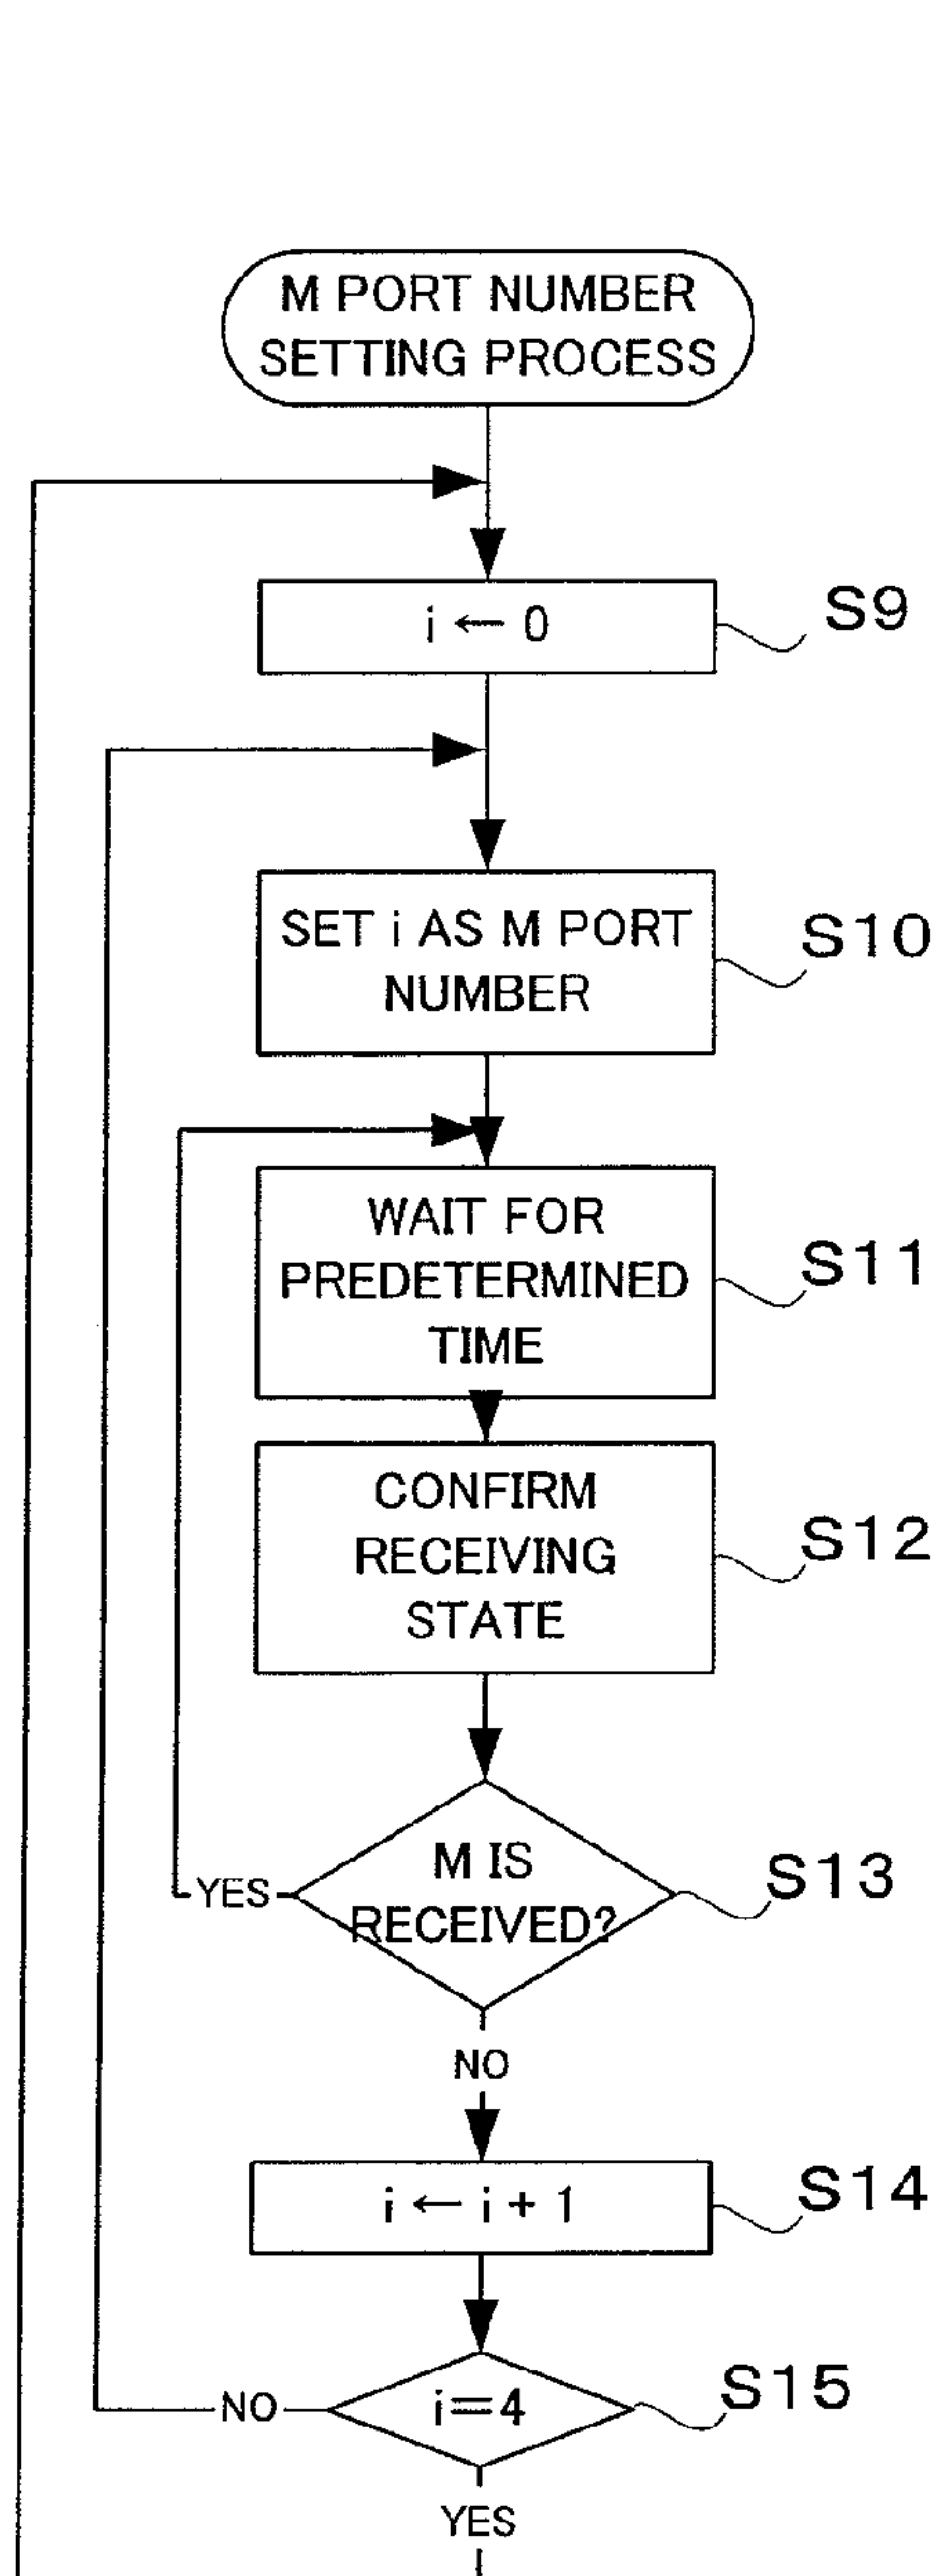 M PORT NUMBER
SETTING PROCESS
i ← 0
S9
SET i AS M PORT
NUMBER
S10
WAIT FOR
PREDETERMINED
TIME
S11
CONFIRM
RECEIVING
STATE
S12
M IS
RECEIVED?
S13
YES
NO
i ← i + 1
S14
i=4
S15
NO
YES